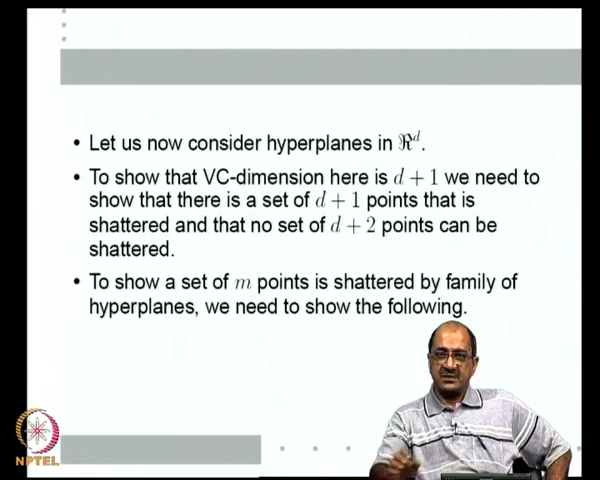 • Let us now consider hyperplanes in ℜ^d.
• To show that VC-dimension here is d + 1 we need to
show that there is a set of d + 1 points that is
shattered and that no set of d + 2 points can be
shattered.
• To show a set of m points is shattered by family of
hyperplanes, we need to show the following.
NPTEL